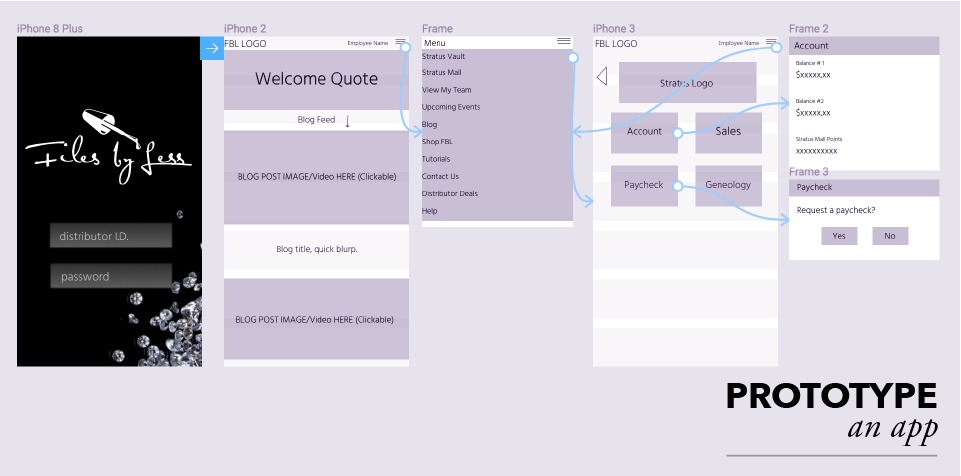 iPhone 8 Plus
Files by Jess
distributor I.D.
password
iPhone 2
FBL LOGO
Employee Name
Welcome Quote
Blog Feed
BLOG POST IMAGE/Video HERE (Clickable)
Blog title, quick blurp.
BLOG POST IMAGE/Video HERE (Clickable)
Frame
Menu
Stratus Vault
Stratus Mall
View My Team
Upcoming Events
Blog
Shop FBL
Tutorials
Contact Us
Distributor Deals
Help
iPhone 3
FBL LOGO
Employee Name
Stratus Logo
Account
Sales
Paycheck
Geneology
Frame 2
Account
Balance # 1
$xxxxx.xx
Balance #2
$xxxxx.xx
Stratus Mall Points
xxxxxxxxxx
Frame 3
Paycheck
Request a paycheck?
Yes
No
PROTOTYPE
an app